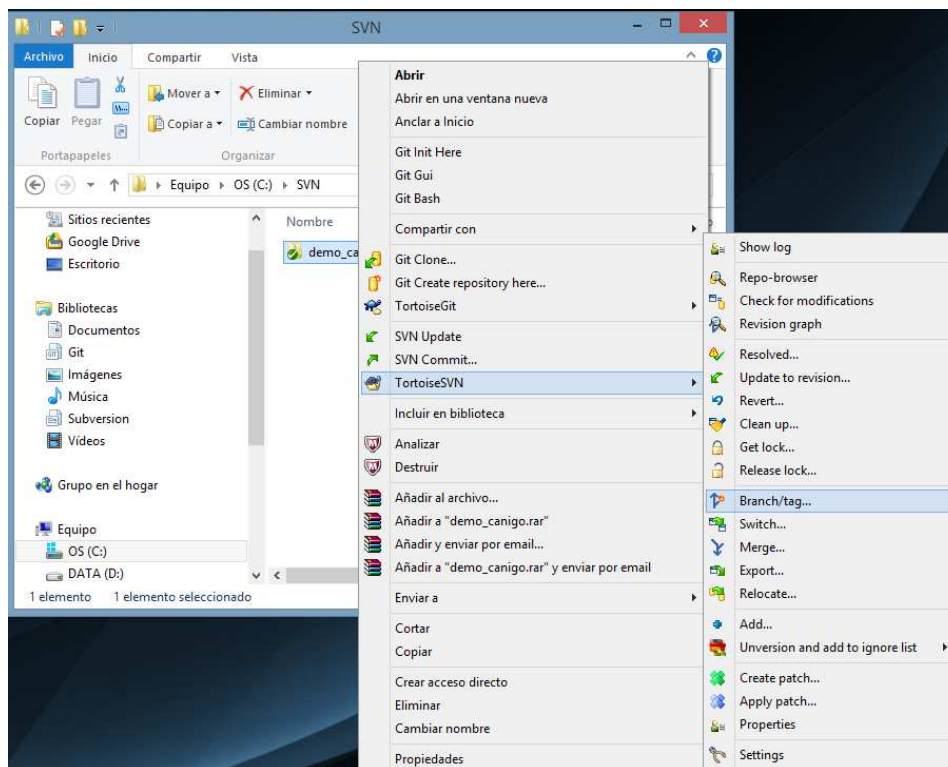 SVN
Archivo Inicio Compartir Vista
Copiar Pegar
Mover a
Copiar a
Eliminar
Cambiar nombre
Portapapeles Organizar
Equipo OS (C:) SVN
Sitios recientes
Google Drive
Escritorio
Bibliotecas
Documentos
Git
Imágenes
Música
Subversion
Vídeos
Grupo en el hogar
Equipo
OS (C:)
DATA (D:)
Nombre
demo_ca
1 elemento 1 elemento seleccionado
Abrir
Abrir en una ventana nueva
Anclar a Inicio
Git Init Here
Git Gui
Git Bash
Compartir con
Git Clone...
Git Create repository here...
TortoiseGit
SVN Update
SVN Commit...
TortoiseSVN
Incluir en biblioteca
Analizar
Destruir
Añadir al archivo...
Añadir a "demo_canigo.rar"
Añadir y enviar por email...
Añadir a "demo_canigo.rar" y enviar por email
Enviar a
Cortar
Copiar
Crear acceso directo
Eliminar
Cambiar nombre
Propiedades
Show log
Repo-browser
Check for modifications
Revision graph
Resolved...
Update to revision...
Revert...
Clean up...
Get lock...
Release lock...
Branch/tag...
Switch...
Merge...
Export...
Relocate...
Add...
Unversion and add to ignore list
Create patch...
Apply patch...
Properties
Settings